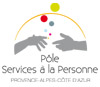 Pôle
Services à la Personne
PROVENCE-ALPES-CÔTE D'AZUR